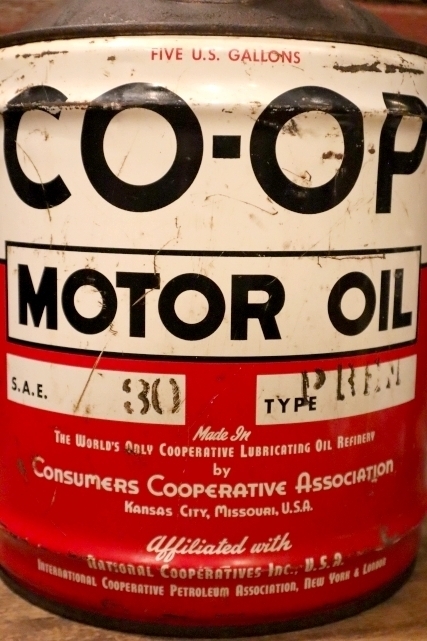 FIVE U.S. GALLONS
CO-OP
MOTOR OIL
S.A.E. 30 TYPE PREM
Made In
THE WORLD'S ONLY COOPERATIVE LUBRICATING OIL REFINERY
by
CONSUMERS COOPERATIVE ASSOCIATION
KANSAS CITY, MISSOURI, U.S.A.
Affiliated with
NATIONAL COOPERATIVES INC., U.S.A.
INTERNATIONAL COOPERATIVE PETROLEUM ASSOCIATION, NEW YORK & LONDON